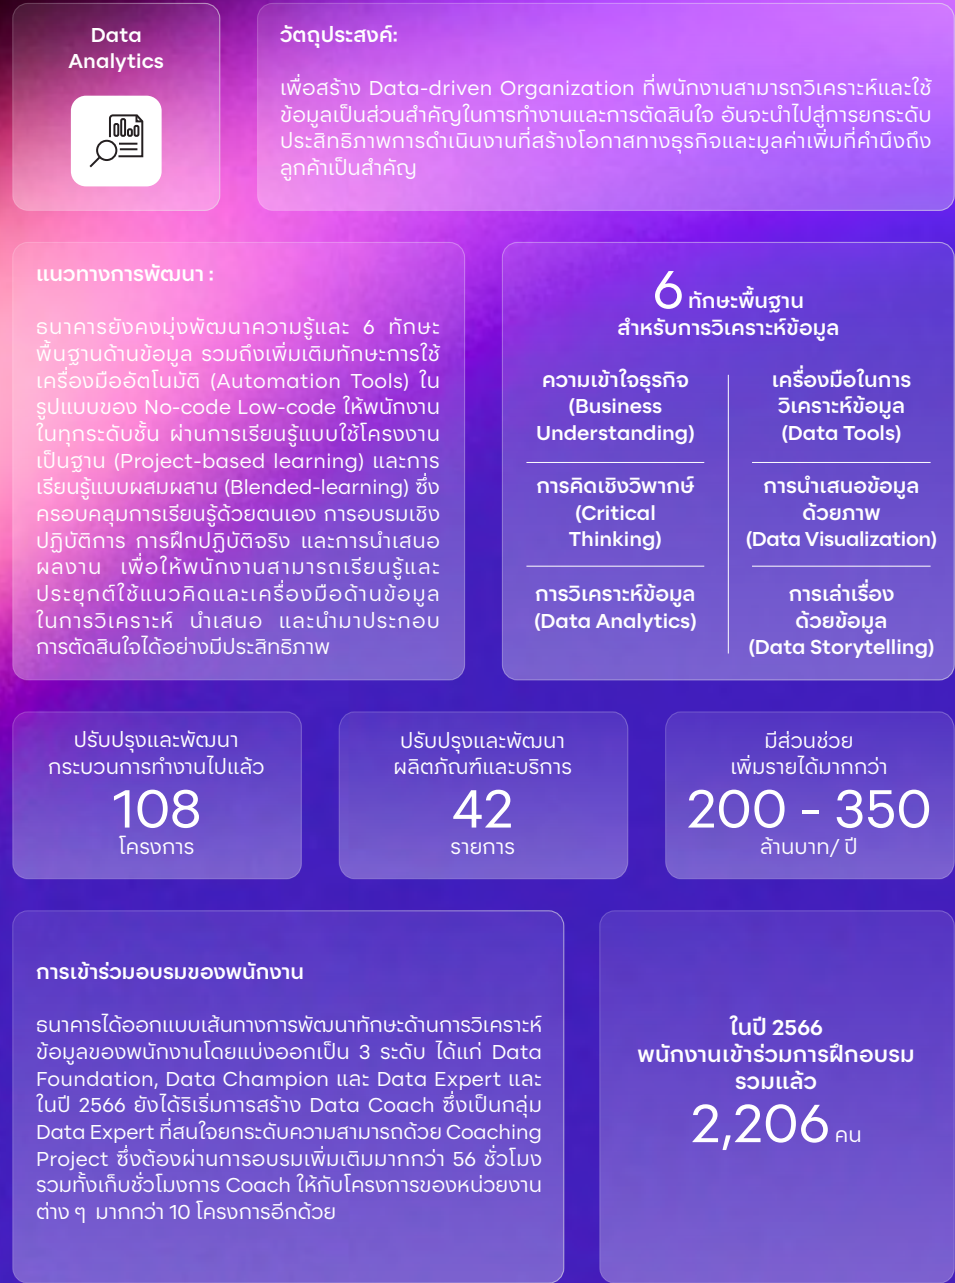 Data
Analytics
วัตถุประสงค์:
เพื่อสร้าง Data-driven Organization ที่พนักงานสามารถวิเคราะห์และใช้
ข้อมูลเป็นส่วนสำคัญในการทำงานและการตัดสินใจ อันจะนำไปสู่การยกระดับ
ประสิทธิภาพการดำเนินงานที่สร้างโอกาสทางธุรกิจและมูลค่าเพิ่มที่คำนึงถึง
ลูกค้าเป็นสำคัญ
แนวทางการพัฒนา :
ธนาคารยังคงมุ่งพัฒนาความรู้และ 6 ทักษะ
พื้นฐานด้านข้อมูล รวมถึงเพิ่มเติมทักษะการใช้
เครื่องมืออัตโนมัติ (Automation Tools) ใน
รูปแบบของ No-code Low-code ให้พนักงาน
ในทุกระดับชั้น ผ่านการเรียนรู้แบบใช้โครงงาน
เป็นฐาน (Project-based learning) และการ
เรียนรู้แบบผสมผสาน (Blended-learning) ซึ่ง
ครอบคลุมการเรียนรู้ด้วยตนเอง การอบรมเชิง
ปฏิบัติการ การฝึกปฏิบัติจริง และการนำเสนอ
ผลงาน เพื่อให้พนักงานสามารถเรียนรู้และ
ประยุกต์ใช้แนวคิดและเครื่องมือด้านข้อมูล
ในการวิเคราะห์ นำเสนอ และนำมาประกอบ
การตัดสินใจได้อย่างมีประสิทธิภาพ
6 ทักษะพื้นฐาน
สำหรับการวิเคราะห์ข้อมูล
ความเข้าใจธุรกิจ
(Business
Understanding)
เครื่องมือในการ
วิเคราะห์ข้อมูล
(Data Tools)
การคิดเชิงวิพากษ์
(Critical
Thinking)
การนำเสนอข้อมูล
ด้วยภาพ
(Data Visualization)
การวิเคราะห์ข้อมูล
(Data Analytics)
การเล่าเรื่อง
ด้วยข้อมูล
(Data Storytelling)
ปรับปรุงและพัฒนา
กระบวนการทำงานไปแล้ว
108
โครงการ
ปรับปรุงและพัฒนา
ผลิตภัณฑ์และบริการ
42
รายการ
มีส่วนช่วย
เพิ่มรายได้มากกว่า
200 - 350
ล้านบาท/ ปี
การเข้าร่วมอบรมของพนักงาน
ธนาคารได้ออกแบบเส้นทางการพัฒนาทักษะด้านการวิเคราะห์
ข้อมูลของพนักงานโดยแบ่งออกเป็น 3 ระดับ ได้แก่ Data
Foundation, Data Champion และ Data Expert และ
ในปี 2566 ยังได้ริเริ่มการสร้าง Data Coach ซึ่งเป็นกลุ่ม
Data Expert ที่สนใจยกระดับความสามารถด้วย Coaching
Project ซึ่งต้องผ่านการอบรมเพิ่มเติมมากกว่า 56 ชั่วโมง
รวมทั้งเก็บชั่วโมงการ Coach ให้กับโครงการของหน่วยงาน
ต่าง ๆ มากกว่า 10 โครงการอีกด้วย
ในปี 2566
พนักงานเข้าร่วมการฝึกอบรม
รวมแล้ว
2,206 คน